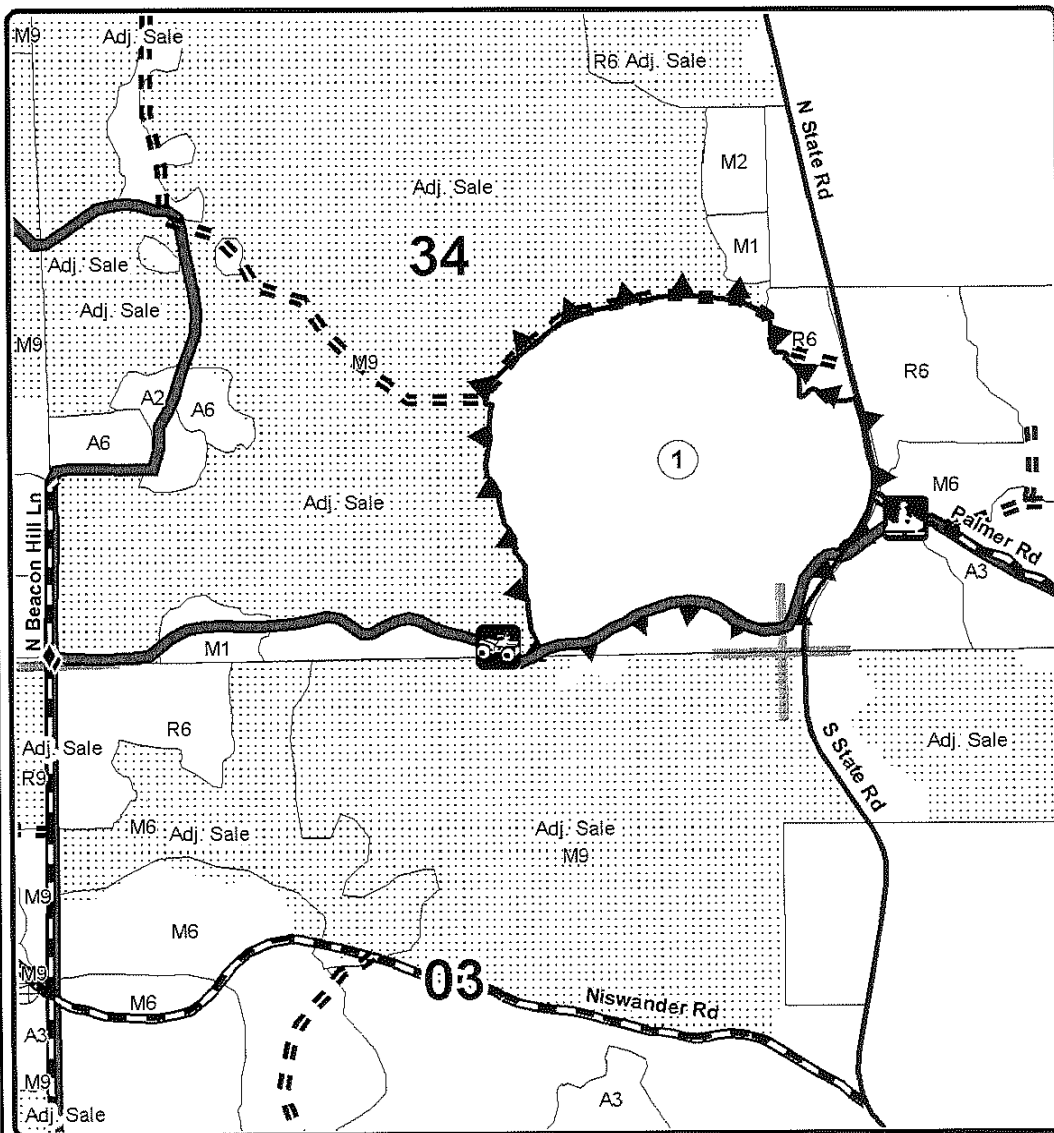 M9
Adj. Sale
R6 Adj. Sale
N State Rd
M2
Adj. Sale
M1
34
Adj. Sale
Adj. Sale
M9
M9
R6
R6
A2
A6
A6
1
M6
Adj. Sale
Palmer Rd
A3
N Beacon Hill Ln
M1
R6
Adj. Sale
R9
S State Rd
Adj. Sale
M6
Adj. Sale
Adj. Sale
M9
M9
M6
M9
03
M6
Niswander Rd
A3
M9
A3
Adj. Sale